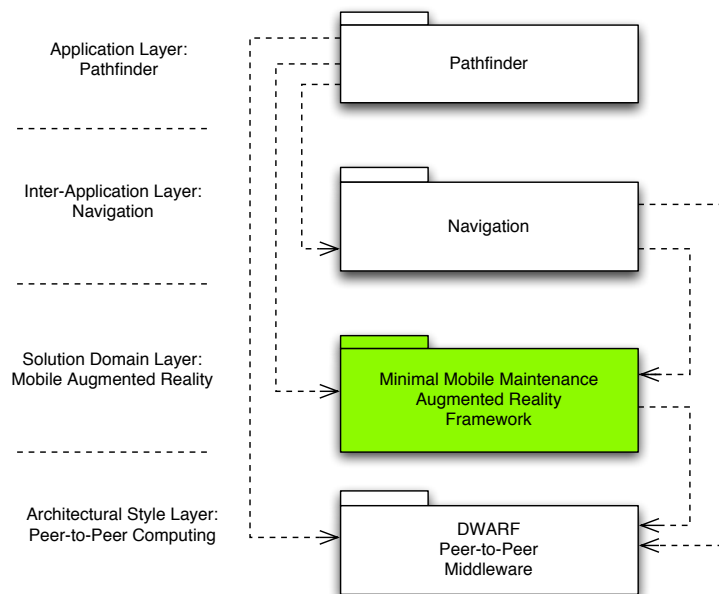 Application Layer:
Pathfinder
Pathfinder
Inter-Application Layer:
Navigation
Navigation
Solution Domain Layer:
Mobile Augmented Reality
Minimal Mobile Maintenance
Augmented Reality
Framework
Architectural Style Layer:
Peer-to-Peer Computing
DWARF
Peer-to-Peer
Middleware